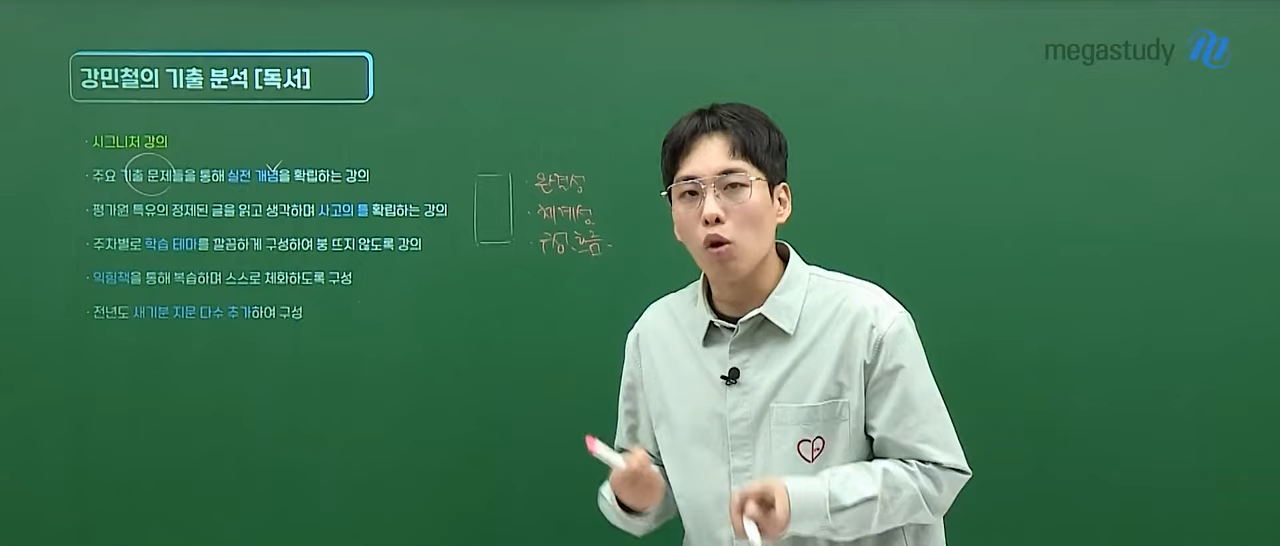 megastudy
강민철의 기출 분석 [독서]
· 시그니처 강의
· 주요 기출 문제들을 통해 실전 개념을 확립하는 강의
· 평가원 특유의 정제된 글을 읽고 생각하며 사고의 틀 확립하는 강의
· 주차별로 학습 테마를 깔끔하게 구성하여 붕 뜨지 않도록 강의
· 익힘책을 통해 복습하며 스스로 체화하도록 구성
· 전년도 새기분 지문 다수 추가하여 구성
· 완결성
· 체계성
· 구성, 흐름.